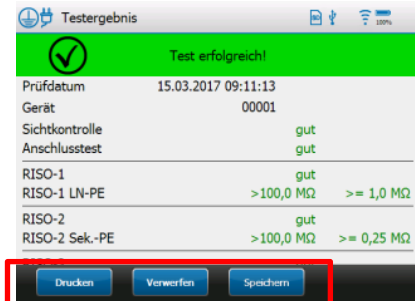 Testergebnis 100%
Test erfolgreich!
Prüfdatum 15.03.2017 09:11:13
Gerät 00001
Sichtkontrolle gut
Anschlusstest gut
RISO-1 gut
RISO-1 LN-PE >100,0 MΩ >= 1,0 MΩ
RISO-2 gut
RISO-2 Sek.-PE >100,0 MΩ >= 0,25 MΩ
Drucken Verwerfen Speichern